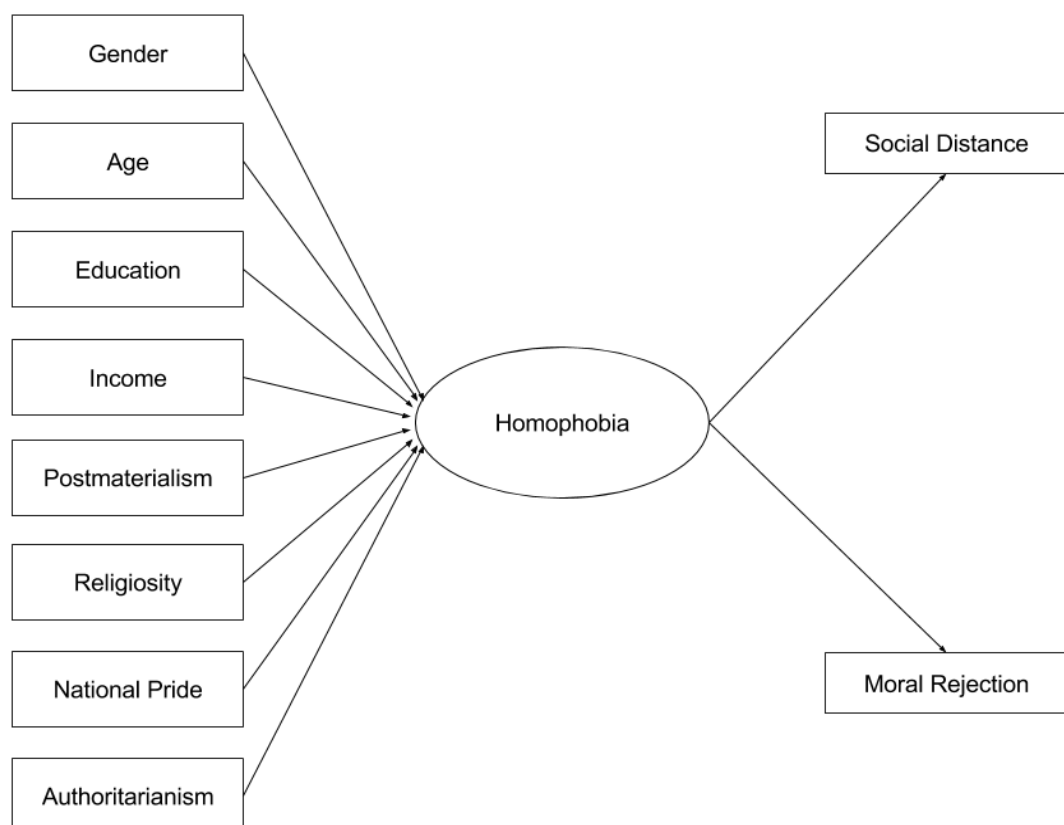 Gender
Age
Education
Income
Postmaterialism
Religiosity
National Pride
Authoritarianism
Homophobia
Social Distance
Moral Rejection